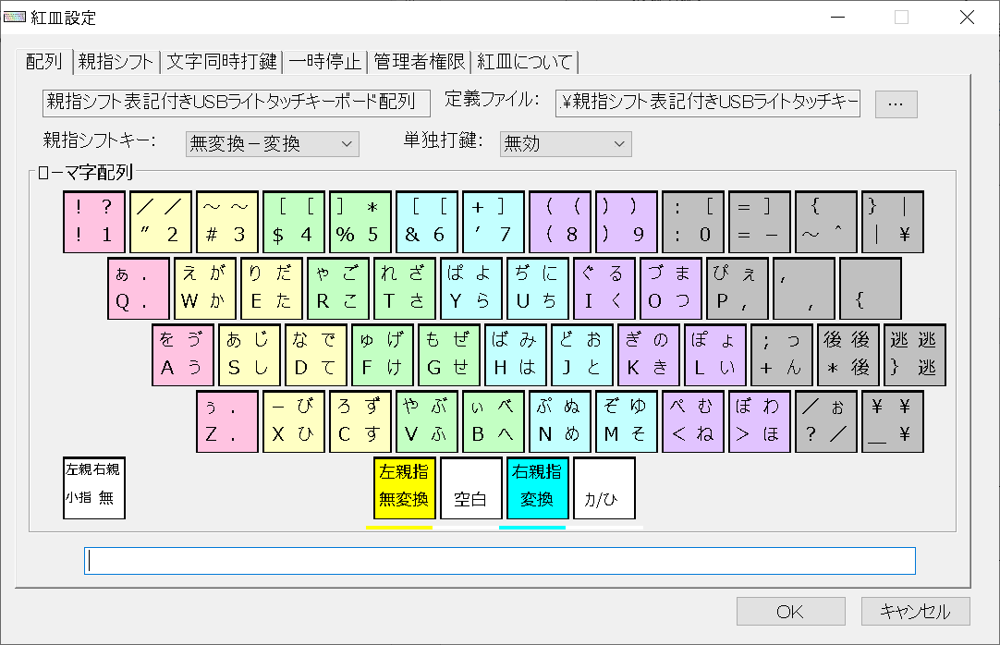 紅皿設定
配列 親指シフト 文字同時打鍵 一時停止 管理者権限 紅皿について
親指シフト表記付きUSBライトタッチキーボード配列 定義ファイル: .¥親指シフト表記付きUSBライトタッチキー ...
親指シフトキー: 無変換－変換 単独打鍵: 無効
ローマ字配列
! ? ／ ／ ～ ～ [ [ ] * [ [ + ] ( ( ) ) : [ = ] { } |
! 1 ” 2 # 3 $ 4 % 5 & 6 ’ 7 ( 8 ) 9 : 0 = － ～ ＾ | ¥
ぁ . え が り だ ゃ ご れ ざ ぱ よ ぢ に ぐ る づ ま ぴ ぇ ,
Q . W か E た R こ T さ Y ら U ち I く O つ P , , {
を ゔ あ じ な で ゅ げ も ぜ ば み ど お ぎ の ぽ ょ ; っ 後 後 逃 逃
A う S し D て F け G せ H は J と K き L い + ん * 後 } 逃
ぅ . － び ろ ず や ぶ ぃ べ ぷ ぬ ぞ ゆ ぺ む ぼ わ ／ ぉ ¥ ¥
Z . X ひ C す V ふ B へ N め M そ < ね > ほ ? ／ ＿ ¥
左親右親 左親指 右親指
小指 無 無変換 空白 変換 カ/ひ
OK キャンセル